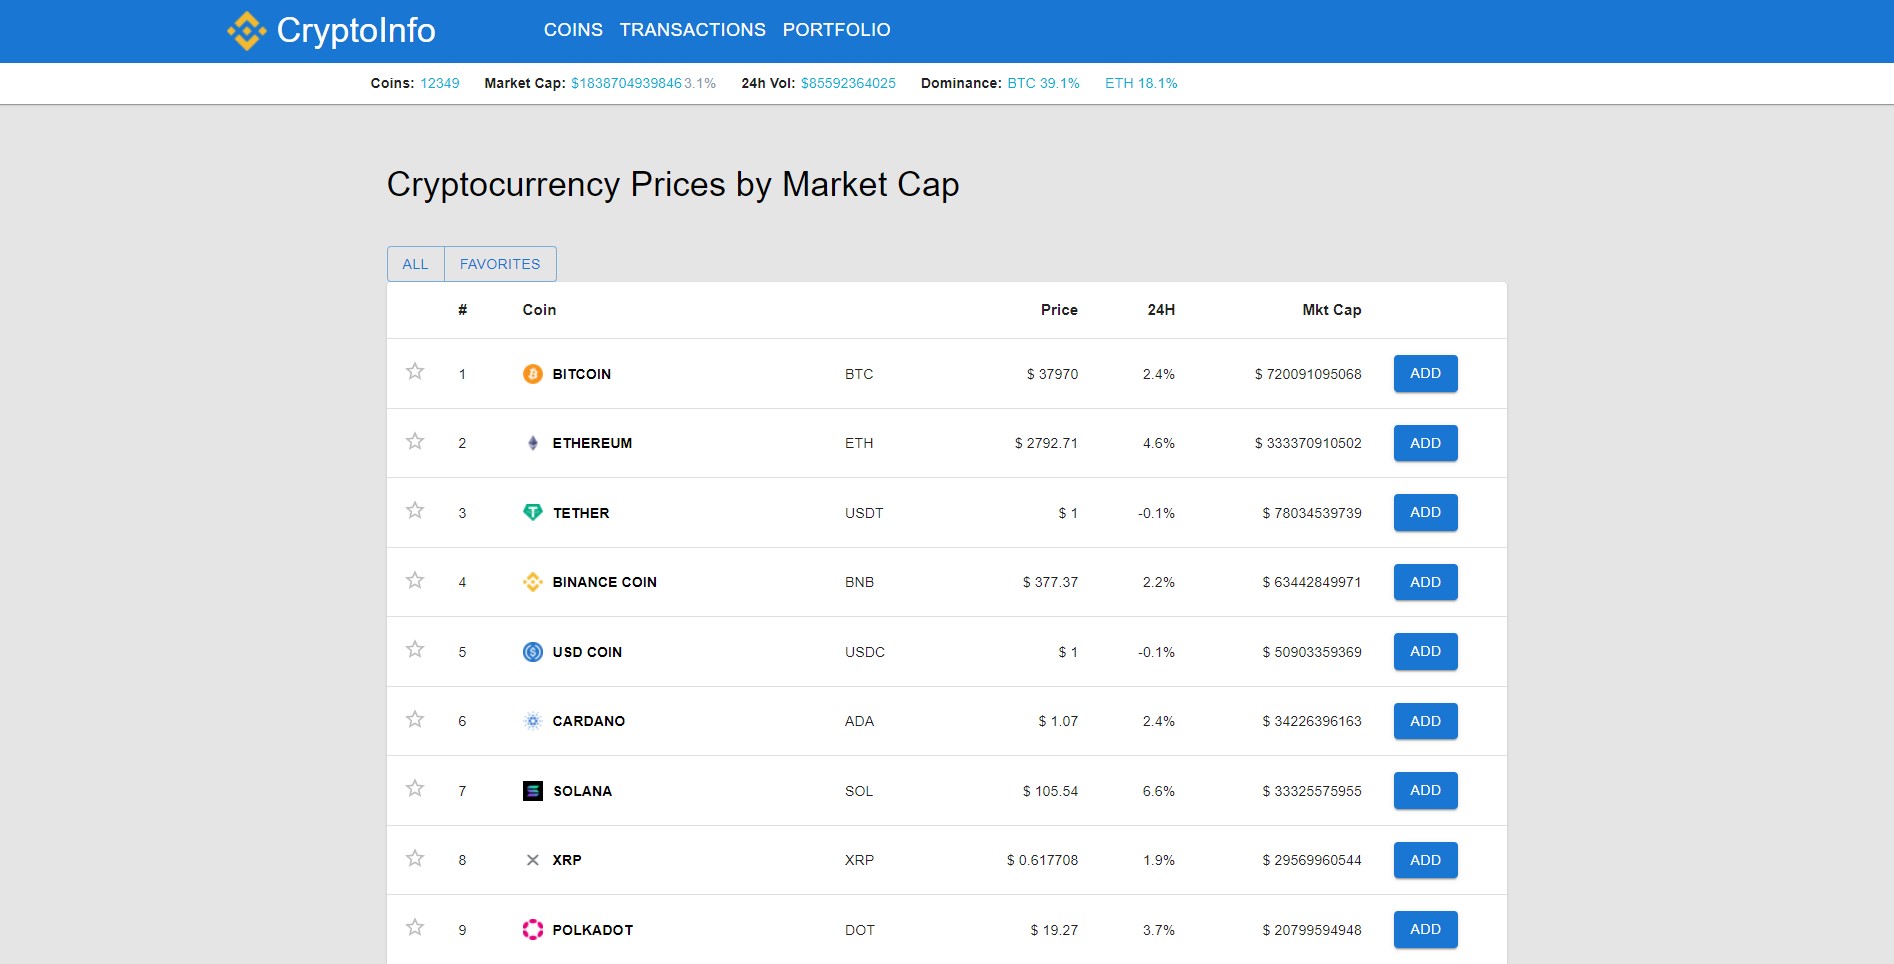 CryptoInfo COINS TRANSACTIONS PORTFOLIO
Coins: 12349 Market Cap: $1838704939846 3.1% 24h Vol: $85592364025 Dominance: BTC 39.1% ETH 18.1%
Cryptocurrency Prices by Market Cap
ALL FAVORITES
# Coin Price 24H Mkt Cap
1 BITCOIN BTC $ 37970 2.4% $ 720091095068 ADD
2 ETHEREUM ETH $ 2792.71 4.6% $ 333370910502 ADD
3 TETHER USDT $ 1 -0.1% $ 78034539739 ADD
4 BINANCE COIN BNB $ 377.37 2.2% $ 63442849971 ADD
5 USD COIN USDC $ 1 -0.1% $ 50903359369 ADD
6 CARDANO ADA $ 1.07 2.4% $ 34226396163 ADD
7 SOLANA SOL $ 105.54 6.6% $ 33325575955 ADD
8 XRP XRP $ 0.617708 1.9% $ 29569960544 ADD
9 POLKADOT DOT $ 19.27 3.7% $ 20799594948 ADD